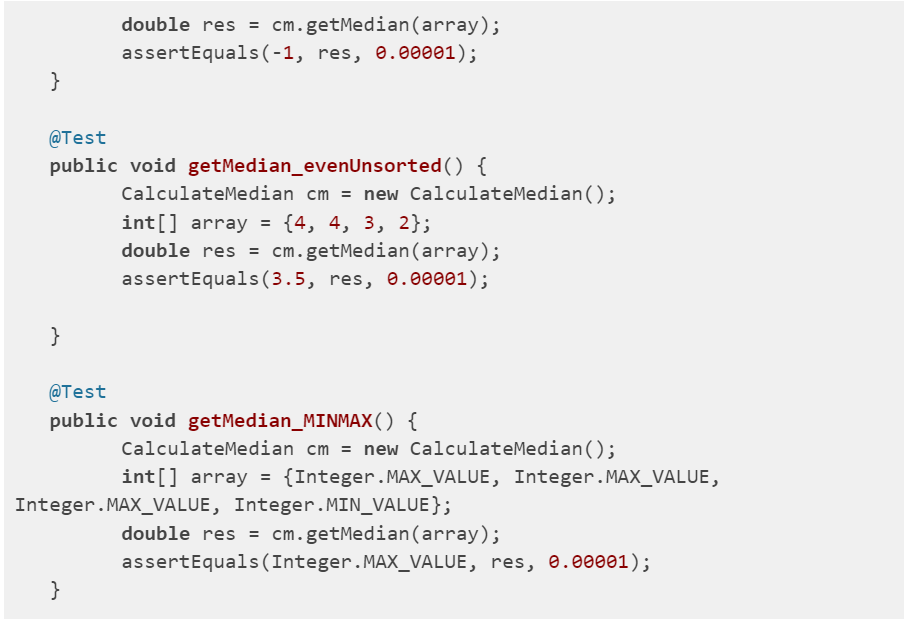 double res = cm.getMedian(array);
assertEquals(-1, res, 0.00001);
}
@Test
public void getMedian_evenUnsorted() {
CalculateMedian cm = new CalculateMedian();
int[] array = {4, 4, 3, 2};
double res = cm.getMedian(array);
assertEquals(3.5, res, 0.00001);
}
@Test
public void getMedian_MINMAX() {
CalculateMedian cm = new CalculateMedian();
int[] array = {Integer.MAX_VALUE, Integer.MAX_VALUE,
Integer.MAX_VALUE, Integer.MIN_VALUE};
double res = cm.getMedian(array);
assertEquals(Integer.MAX_VALUE, res, 0.00001);
}